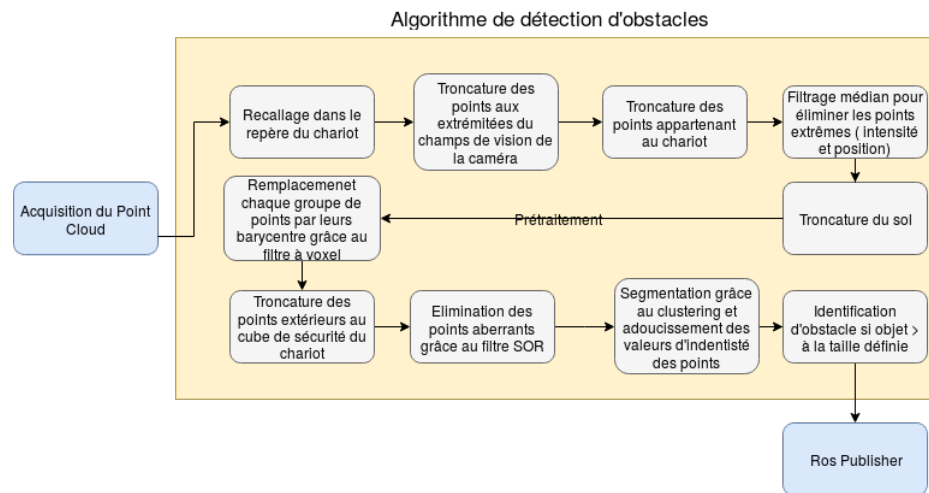 Algorithme de détection d'obstacles
Acquisition du Point
Cloud
Recallage dans le
repère du chariot
Troncature des
points aux
extrémitées du
champs de vision de
la caméra
Troncature des
points appartenant
au chariot
Filtrage médian pour
éliminer les points
extrêmes ( intensité
et position)
Troncature du sol
Prétraitement
Remplacemenet
chaque groupe de
points par leurs
barycentre grâce au
filtre à voxel
Troncature des
points extérieurs au
cube de sécurité du
chariot
Elimination des
points aberrants
grâce au filtre SOR
Segmentation grâce
au clustering et
adoucissement des
valeurs d'indentisté
des points
Identification
d'obstacle si objet >
à la taille définie
Ros Publisher